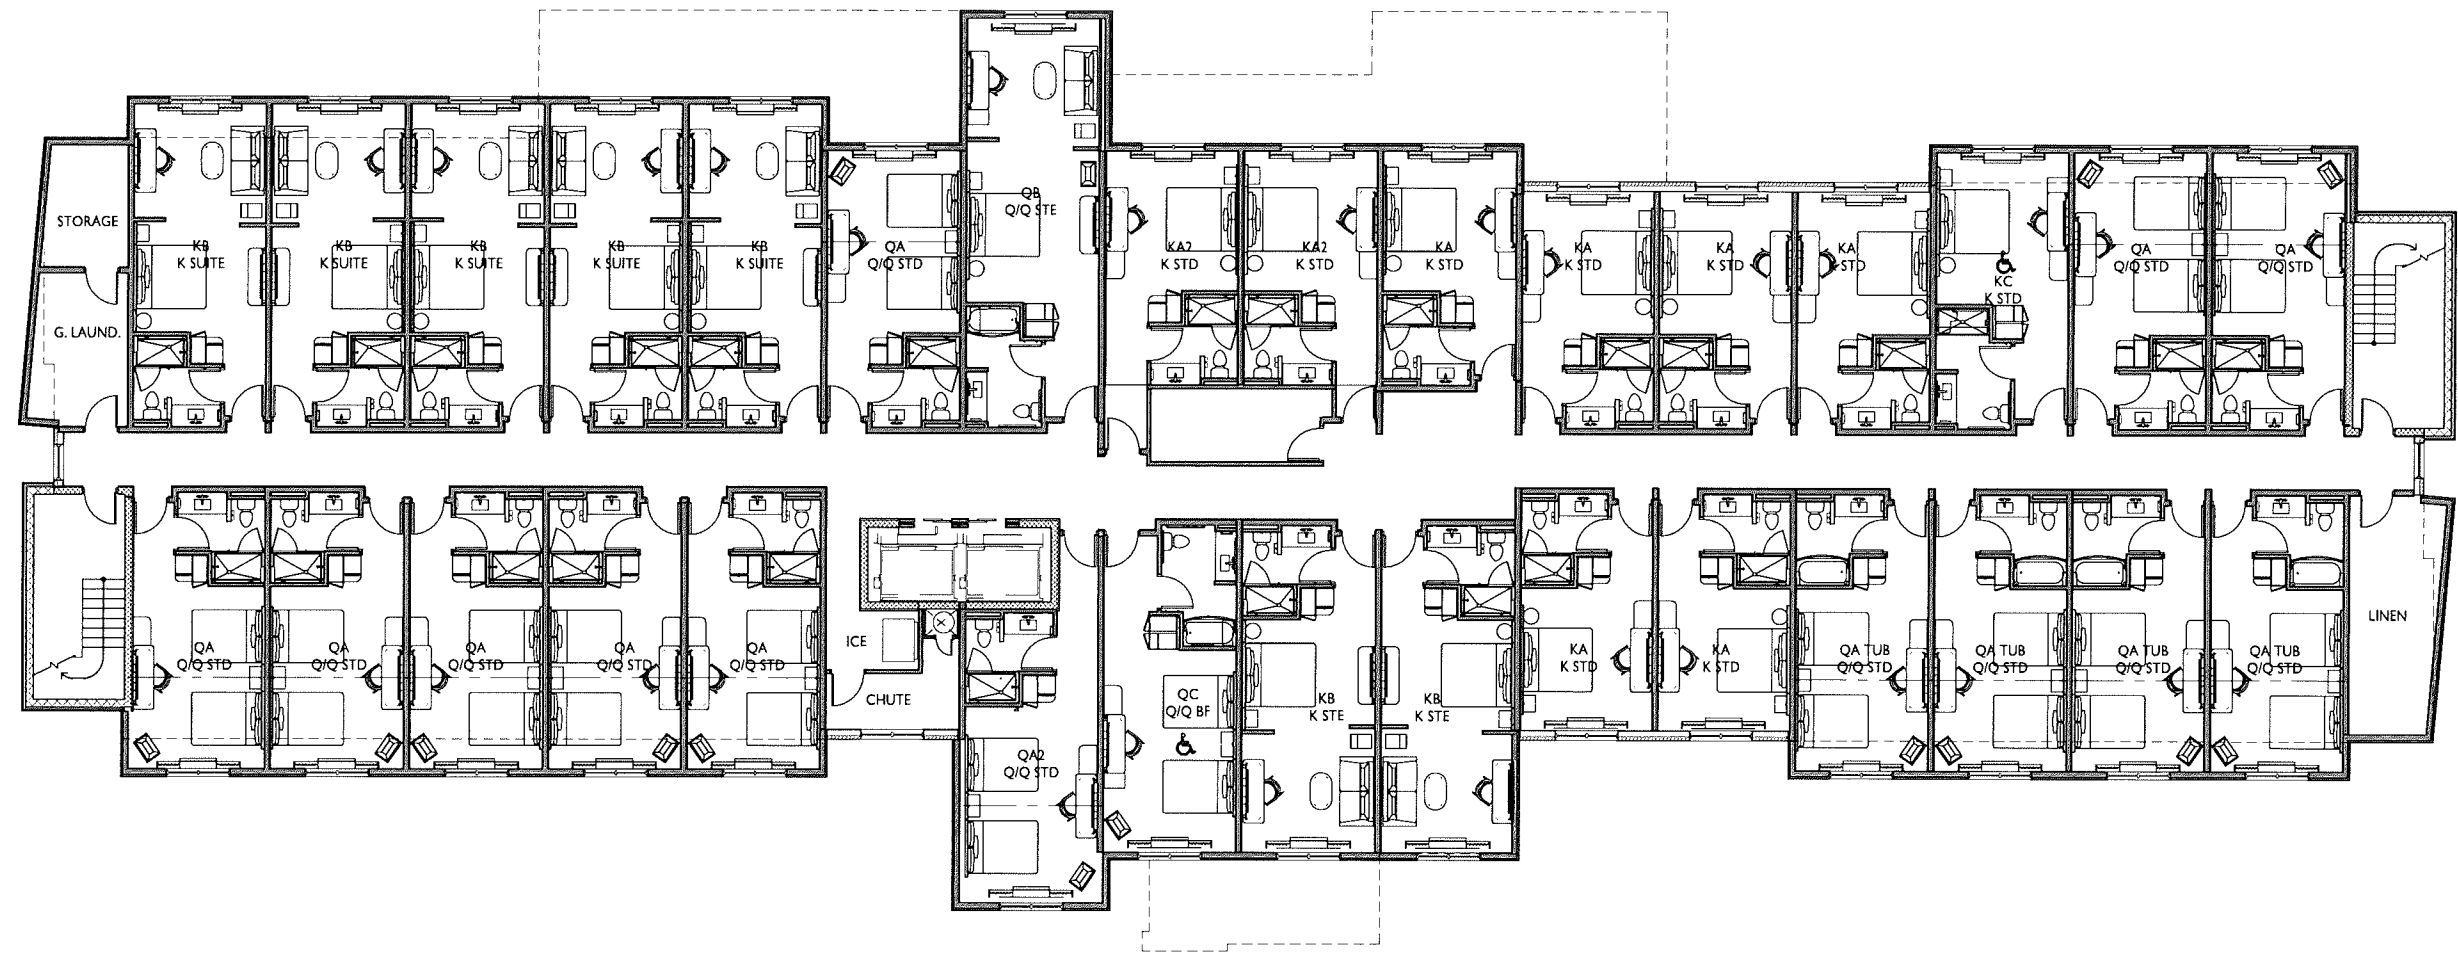 STORAGE
G. LAUND.
KB
K SUITE
KB
K SUITE
KB
K SUITE
KB
K SUITE
KB
K SUITE
QA
Q/Q STD
QB
Q/Q STE
KA2
K STD
KA2
K STD
KA
K STD
KA
K STD
KA
K STD
KA
K STD
KC
K STD
QA
Q/Q STD
QA
Q/Q STD
QA
Q/Q STD
QA
Q/Q STD
QA
Q/Q STD
QA
Q/Q STD
QA
Q/Q STD
ICE
CHUTE
QA2
Q/Q STD
QC
Q/Q BF
KB
K STE
KB
K STE
KA
K STD
KA
K STD
QA TUB
Q/Q STD
QA TUB
Q/Q STD
QA TUB
Q/Q STD
QA TUB
Q/Q STD
LINEN